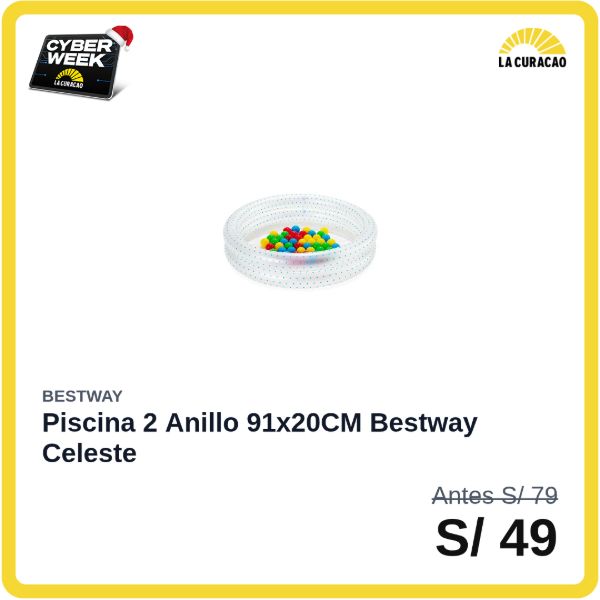 CYBER
WEEK
LA CURACAO
LA CURACAO
BESTWAY
Piscina 2 Anillo 91x20CM Bestway
Celeste
Antes S/ 79
S/ 49